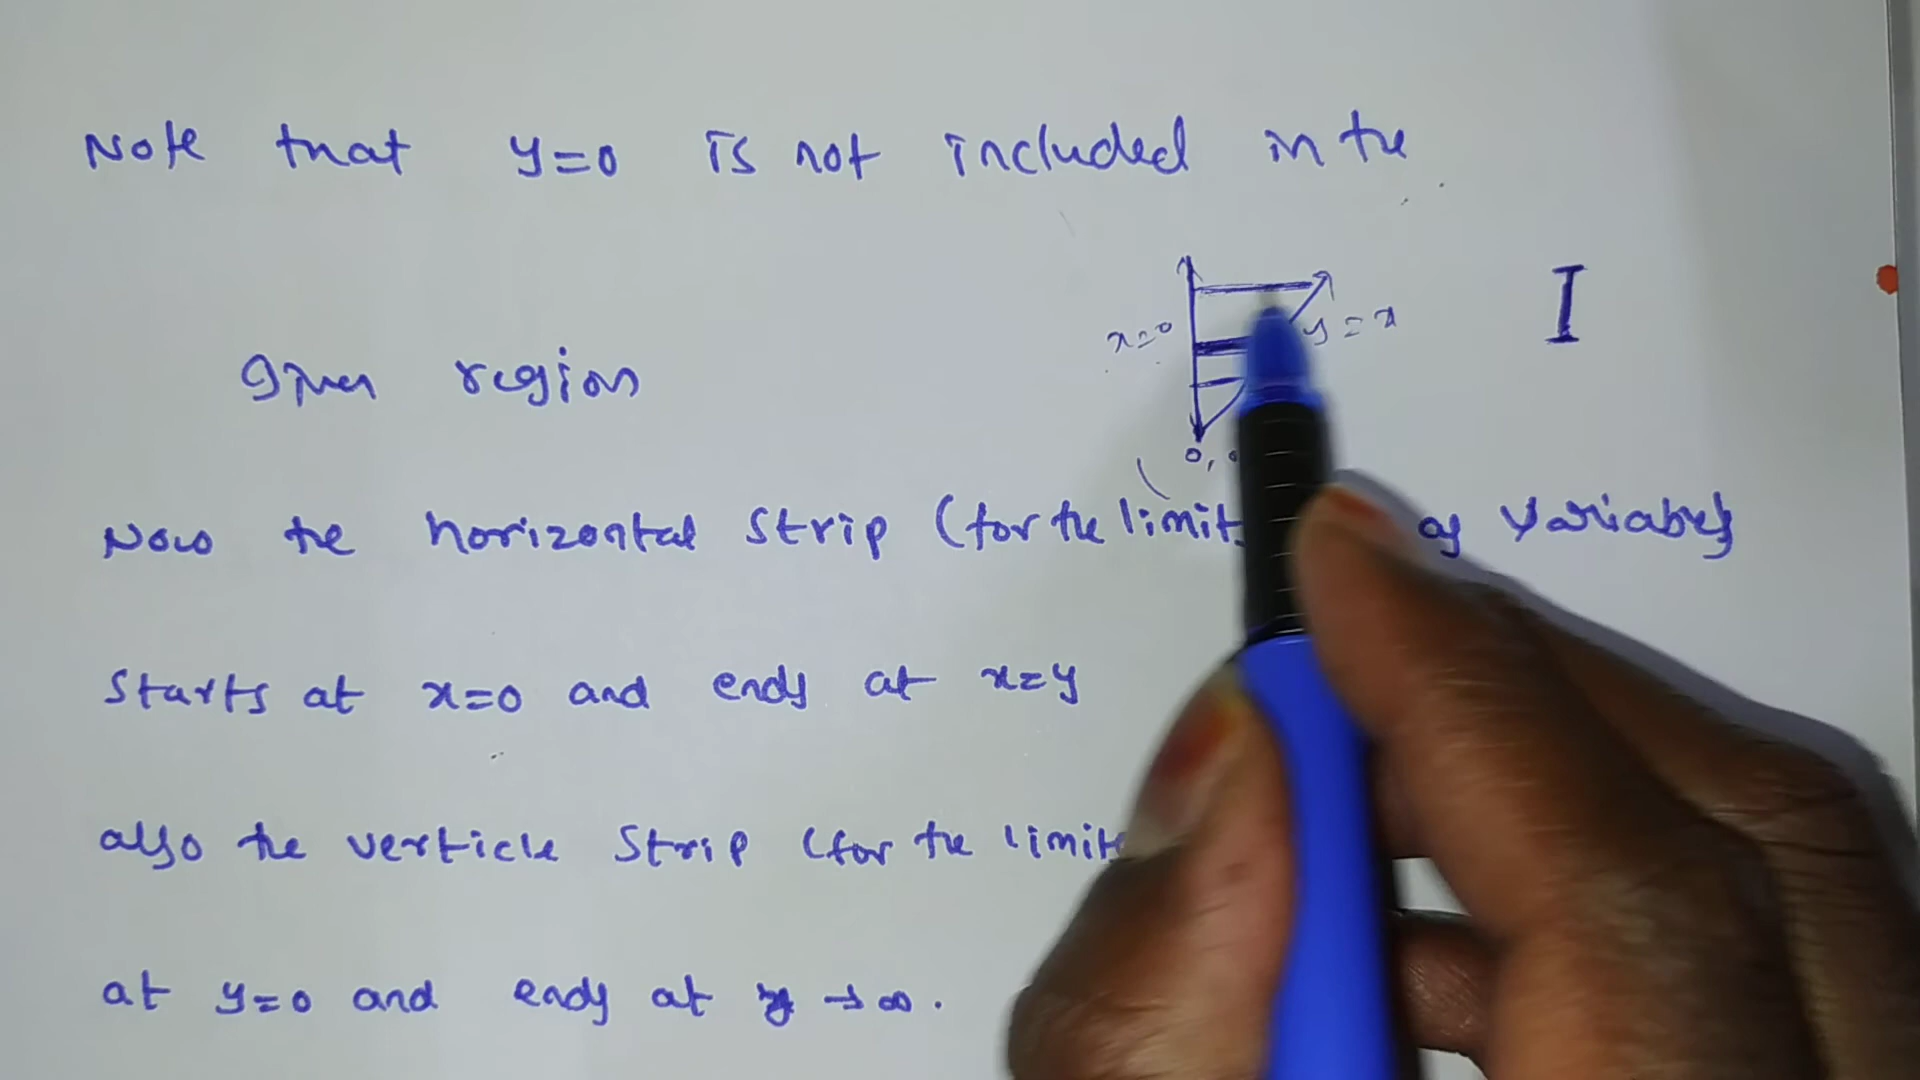 Note that y=0 is not included in the
x=0
y=x
I
Given region
0,
Now the horizontal strip (for the limit of variables
starts at x=0 and ends at x=y
also the verticle strip (for the limit
at y=0 and ends at y → ∞.